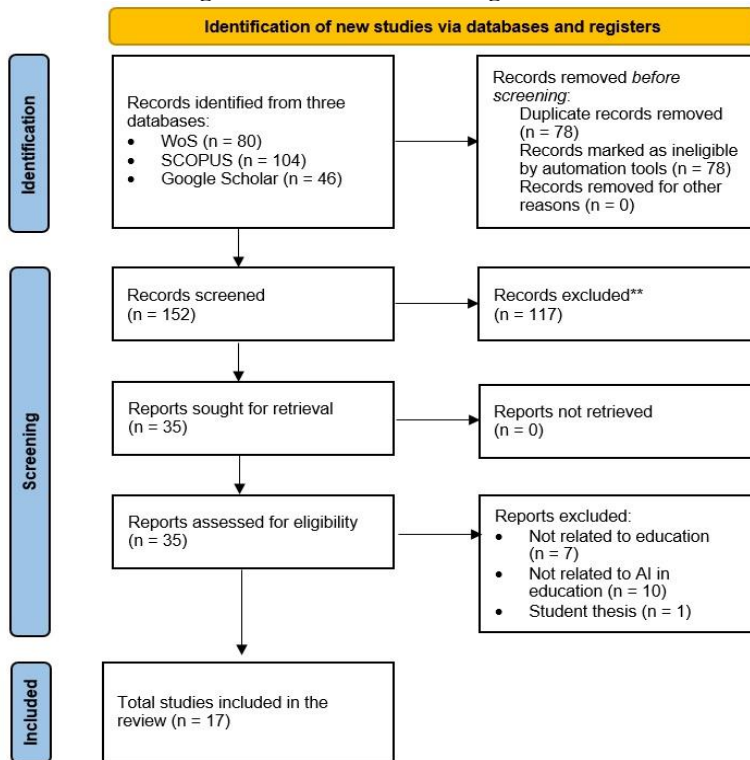 Identification of new studies via databases and registers
Identification
Records identified from three
databases:
• WoS (n = 80)
• SCOPUS (n = 104)
• Google Scholar (n = 46)
Records removed before
screening:
Duplicate records removed
(n = 78)
Records marked as ineligible
by automation tools (n = 78)
Records removed for other
reasons (n = 0)
Screening
Records screened
(n = 152)
Records excluded**
(n = 117)
Reports sought for retrieval
(n = 35)
Reports not retrieved
(n = 0)
Reports assessed for eligibility
(n = 35)
Reports excluded:
• Not related to education
(n = 7)
• Not related to AI in
education (n = 10)
• Student thesis (n = 1)
Included
Total studies included in the
review (n = 17)